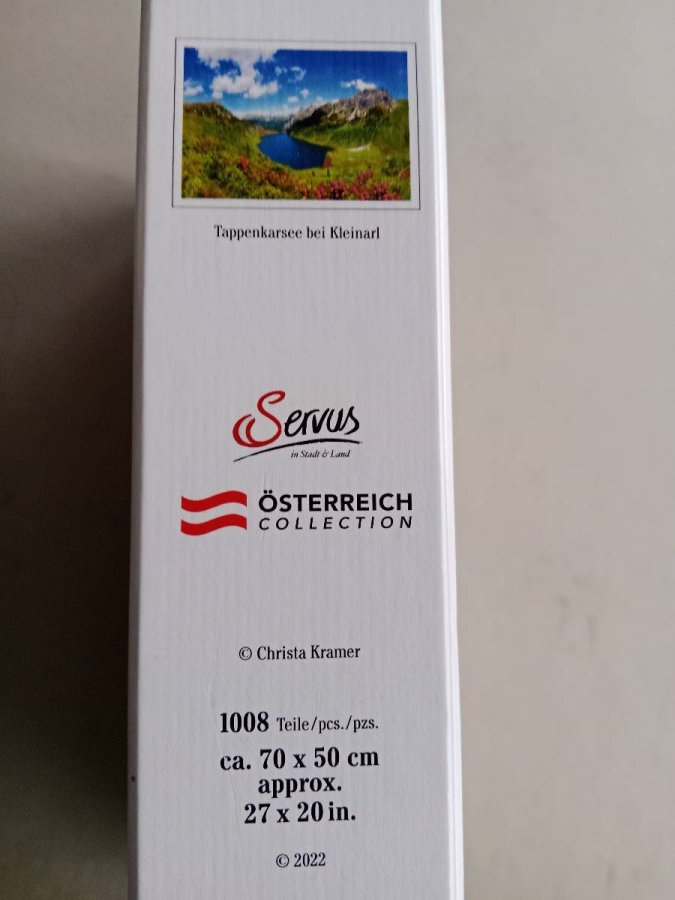 Tappenkarsee bei Kleinarl
Servus
in Stadt & Land
ÖSTERREICH
COLLECTION
© Christa Kramer
1008 Teile/pcs./pzs.
ca. 70 x 50 cm
approx.
27 x 20 in.
© 2022